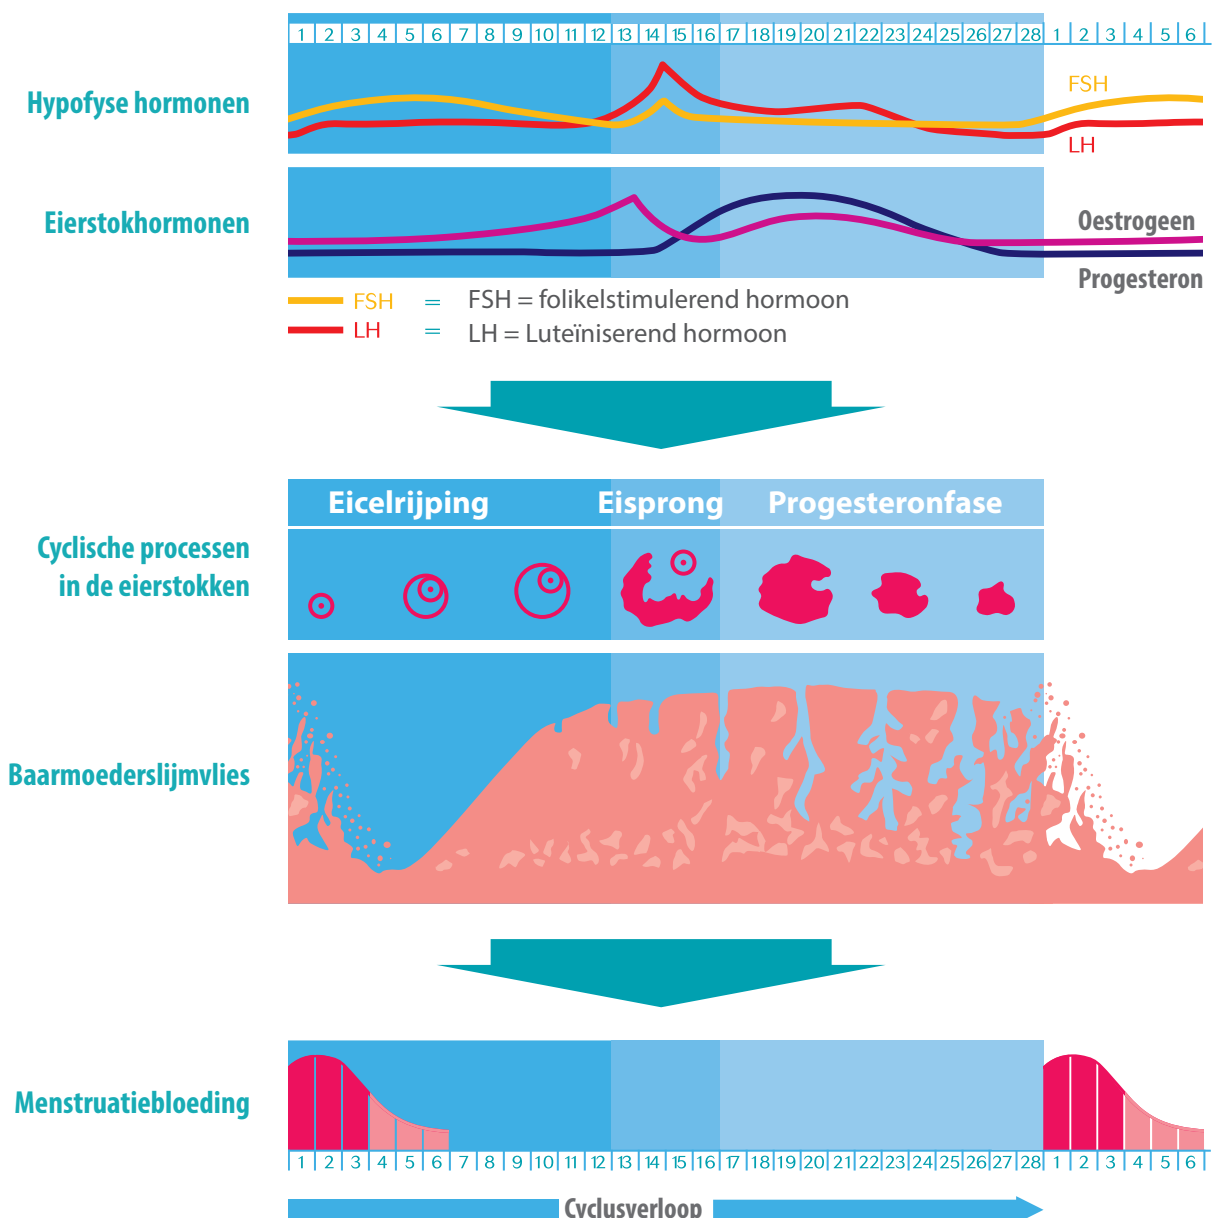 1 2 3 4 5 6 7 8 9 10 11 12 13 14 15 16 17 18 19 20 21 22 23 24 25 26 27 28 1 2 3 4 5 6
Hypofyse hormonen
FSH
LH
Eierstokhormonen
Oestrogeen
Progesteron
FSH = FSH = folikelstimulerend hormoon
LH = LH = Luteïniserend hormoon
Eicelrijping Eisprong Progesteronfase
Cyclische processen
in de eierstokken
Baarmoederslijmvlies
Menstruatiebloeding
1 2 3 4 5 6 7 8 9 10 11 12 13 14 15 16 17 18 19 20 21 22 23 24 25 26 27 28 1 2 3 4 5 6
Cyclusverloop